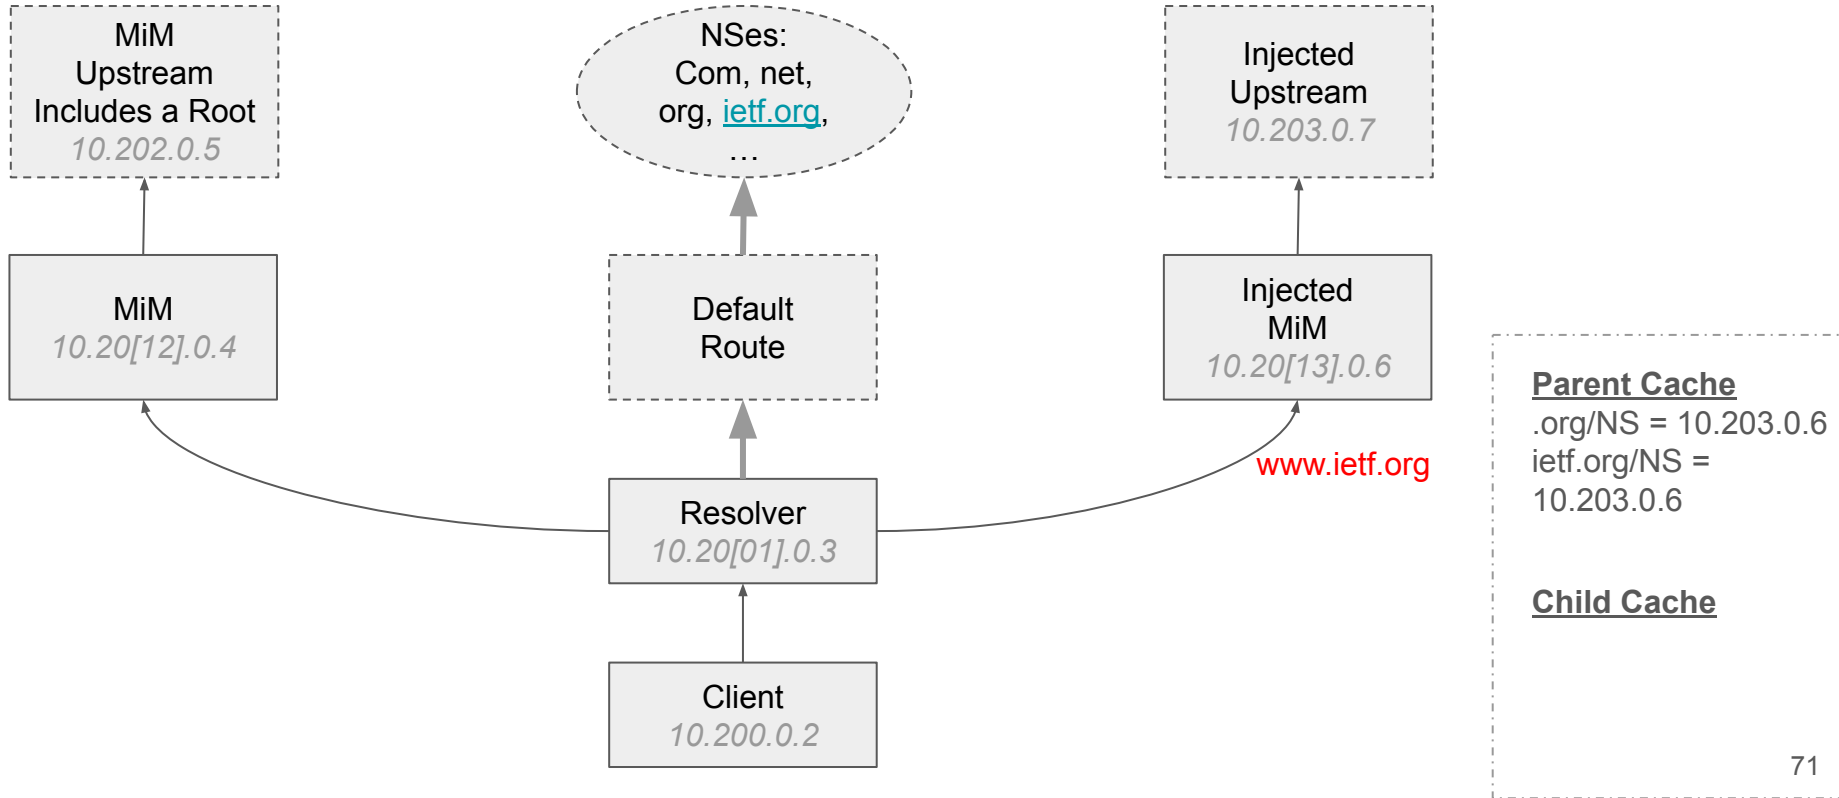 MiM
Upstream
Includes a Root
10.202.0.5
NSes:
Com, net,
org, ietf.org,
...
Injected
Upstream
10.203.0.7
MiM
10.20[12].0.4
Default
Route
Injected
MiM
10.20[13].0.6
www.ietf.org
Resolver
10.20[01].0.3
Client
10.200.0.2
Parent Cache
.org/NS = 10.203.0.6
ietf.org/NS =
10.203.0.6
Child Cache
71